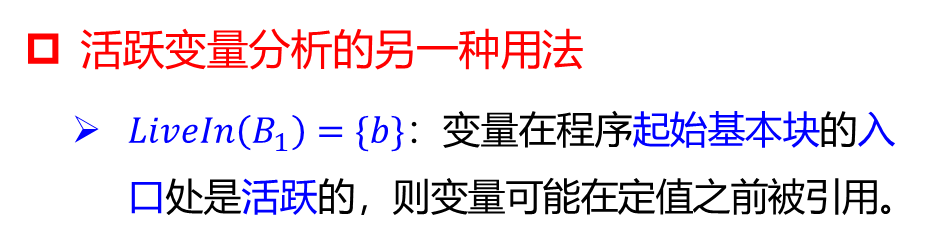 活跃变量分析的另一种用法
➢ LiveIn(B₁) = {b}：变量在程序起始基本块的入
口处是活跃的，则变量可能在定值之前被引用。